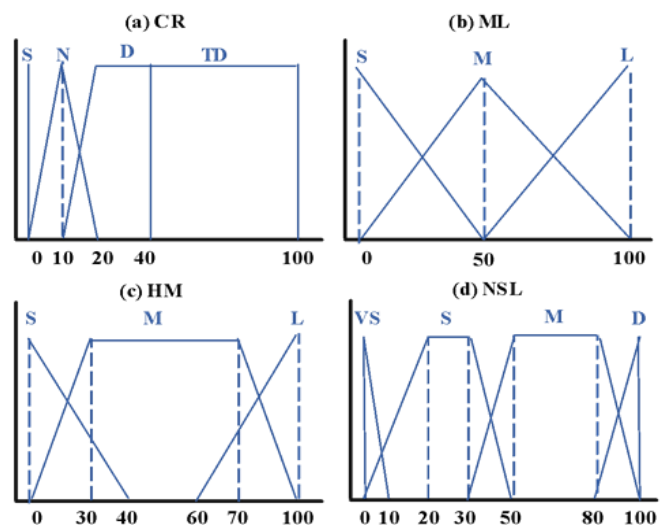 (a) CR
S N D TD
0 10 20 40 100
(b) ML
S M L
0 50 100
(c) HM
S M L
0 30 40 60 70 100
(d) NSL
VS S M D
0 10 20 30 50 80 100